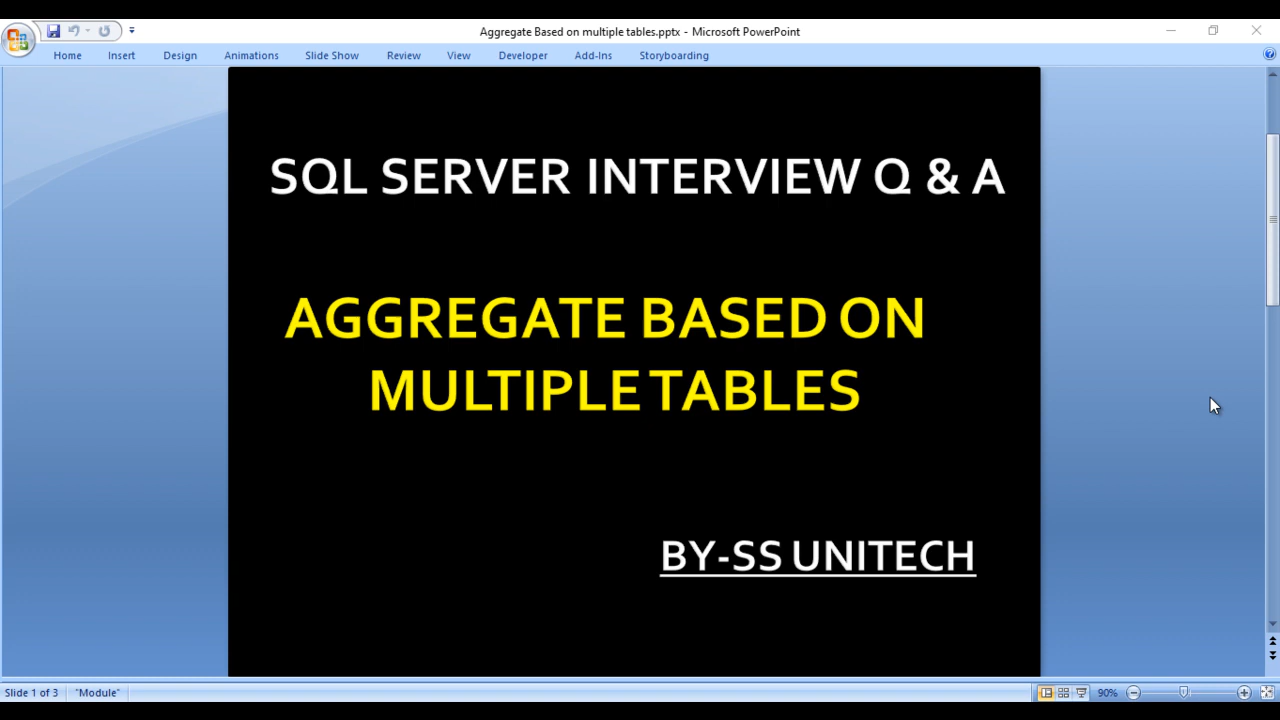 Aggregate Based on multiple tables.pptx - Microsoft PowerPoint
Home Insert Design Animations Slide Show Review View Developer Add-Ins Storyboarding
SQL SERVER INTERVIEW Q & A
AGGREGATE BASED ON
MULTIPLE TABLES
BY-SS UNITECH
Slide 1 of 3 "Module" 90%